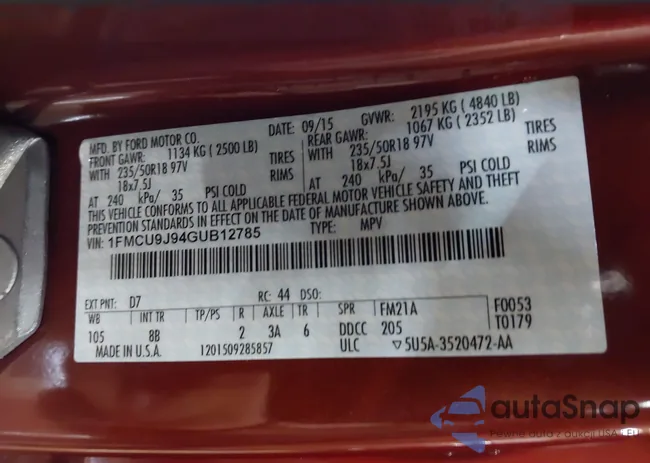 MFD. BY FORD MOTOR CO.
DATE: 09/15 GVWR: 2195 KG ( 4840 LB)
FRONT GAWR: 1134 KG ( 2500 LB) REAR GAWR: 1067 KG ( 2352 LB)
WITH 235/50R18 97V TIRES WITH 235/50R18 97V TIRES
18x7.5J RIMS 18x7.5J RIMS
AT 240 kPa/ 35 PSI COLD AT 240 kPa/ 35 PSI COLD
THIS VEHICLE CONFORMS TO ALL APPLICABLE FEDERAL MOTOR VEHICLE SAFETY AND THEFT
PREVENTION STANDARDS IN EFFECT ON THE DATE OF MANUFACTURE SHOWN ABOVE.
VIN: 1FMCU9J94GUB12785 TYPE: MPV
EXT PNT: D7 RC: 44 DSO:
WB INT TR TP/PS R AXLE TR SPR FM21A F0053
105 8B 2 3A 6 DDCC 205 T0179
MADE IN U.S.A. 1201509285857 ULC ▽5U5A-3520472-AA
autaSnap